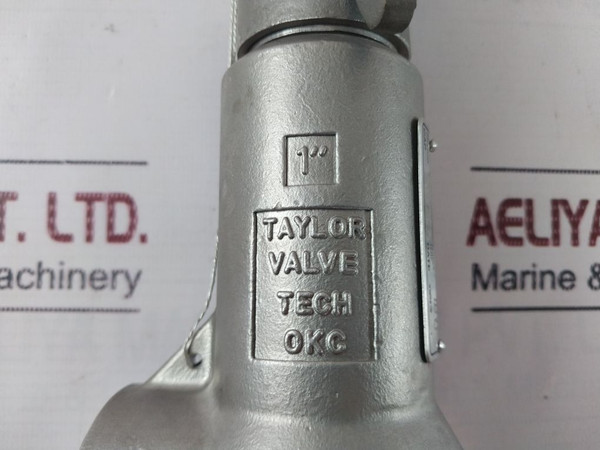 1"
TAYLOR
VALVE
TECH
OKC
T. LTD.
achinery
AELIYA
Marine &